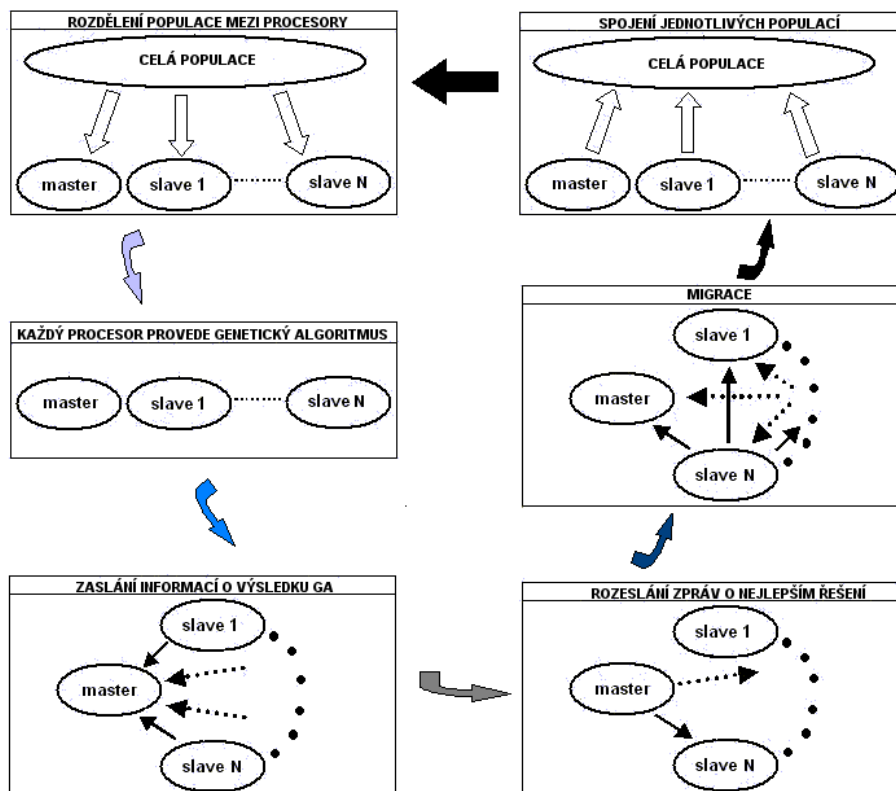 ROZDĚLENÍ POPULACE MEZI PROCESORY
CELÁ POPULACE
master
slave 1
slave N
SPOJENÍ JEDNOTLIVÝCH POPULACÍ
CELÁ POPULACE
master
slave 1
slave N
KAŽDÝ PROCESOR PROVEDE GENETICKÝ ALGORITMUS
master
slave 1
slave N
MIGRACE
slave 1
master
slave N
ZASLÁNÍ INFORMACÍ O VÝSLEDKU GA
slave 1
master
slave N
ROZESLÁNÍ ZPRÁV O NEJLEPŠÍM ŘEŠENÍ
slave 1
master
slave N